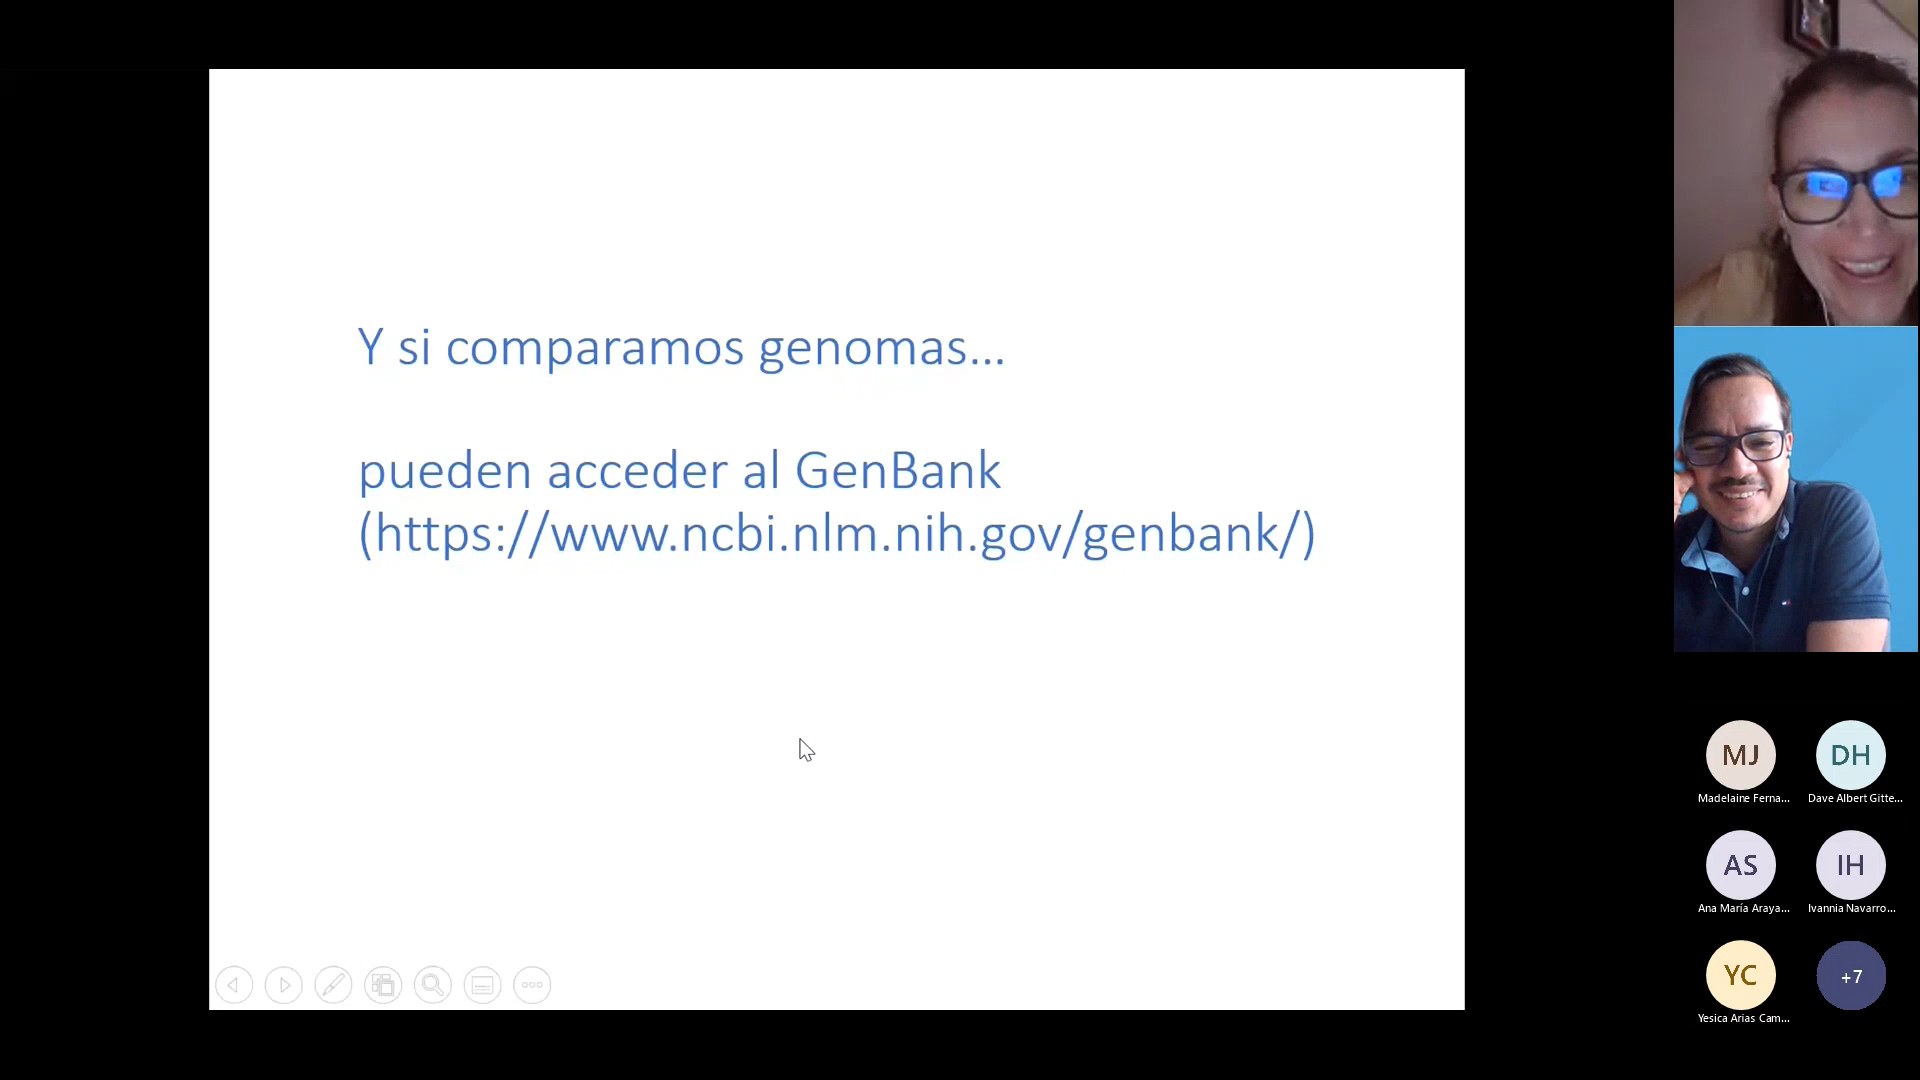 Y si comparamos genomas...
pueden acceder al GenBank
(https://www.ncbi.nlm.nih.gov/genbank/)
MJ
DH
Madelaine Ferna...
Dave Albert Gitte...
AS
IH
Ana María Araya...
Ivannia Navarro...
YC
+7
Yesica Arias Cam...